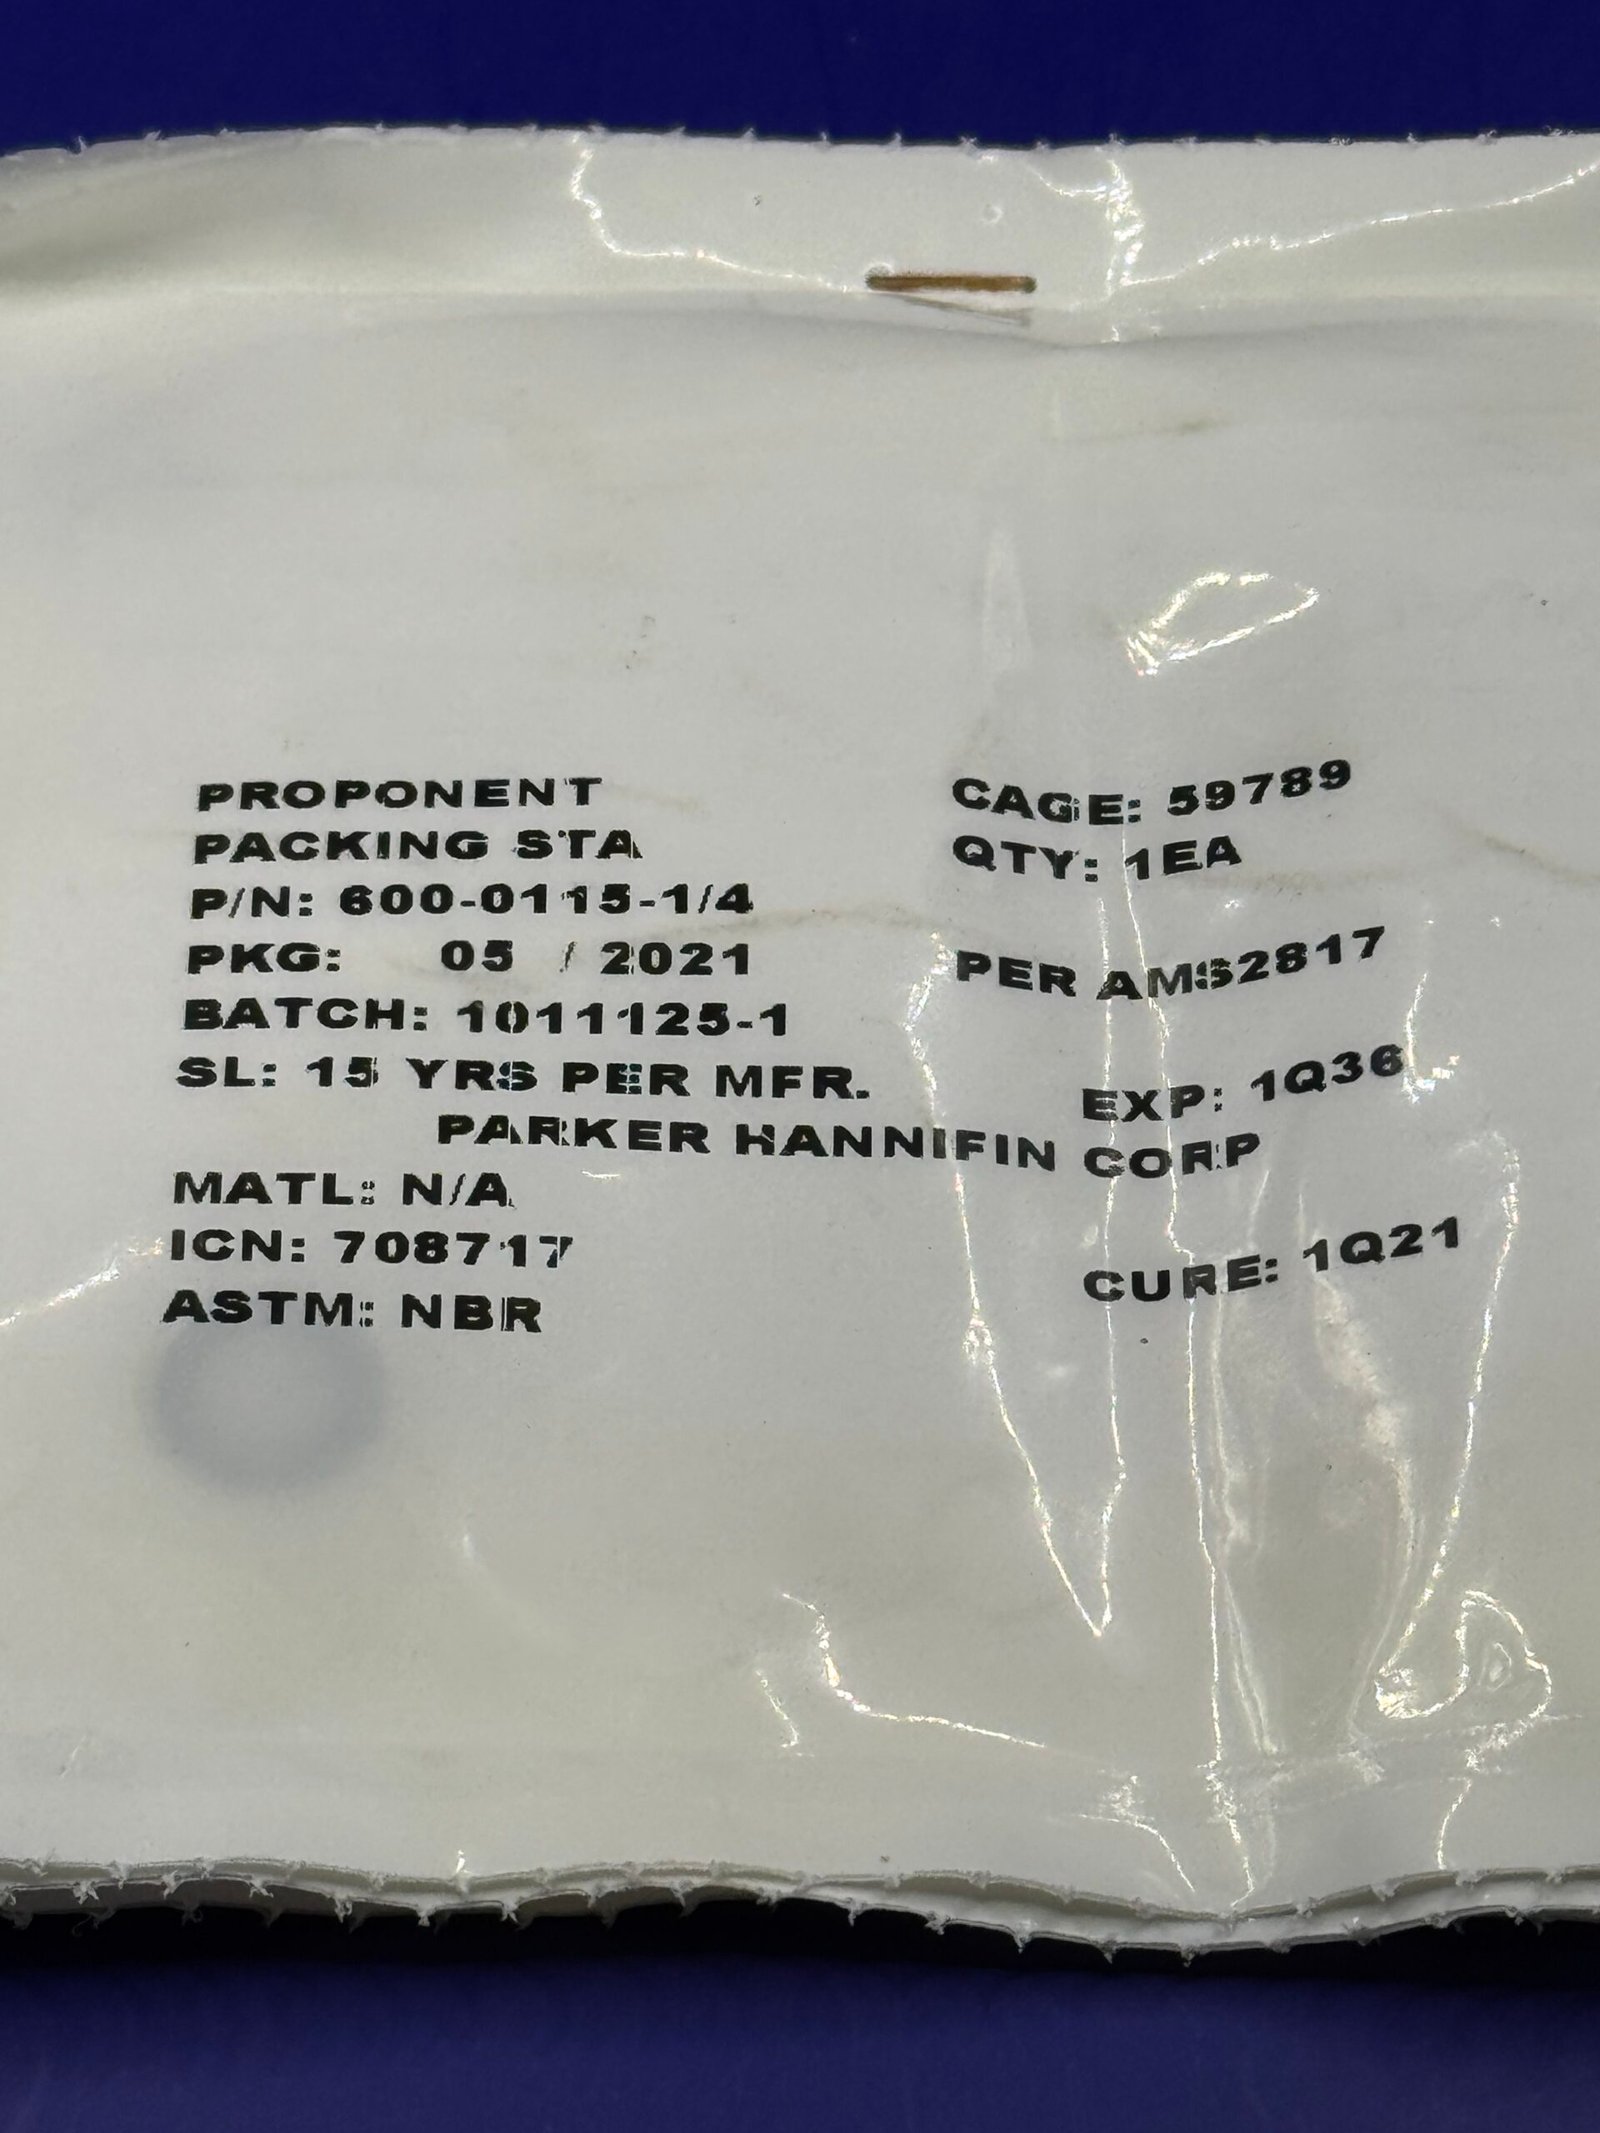 PROPONENT CAGE: 59789
PACKING STA QTY: 1EA
P/N: 600-0115-1/4
PKG: 05 / 2021 PER AMS2817
BATCH: 1011125-1
SL: 15 YRS PER MFR. EXP: 1Q36
PARKER HANNIFIN CORP
MATL: N/A
ICN: 708717 CURE: 1Q21
ASTM: NBR